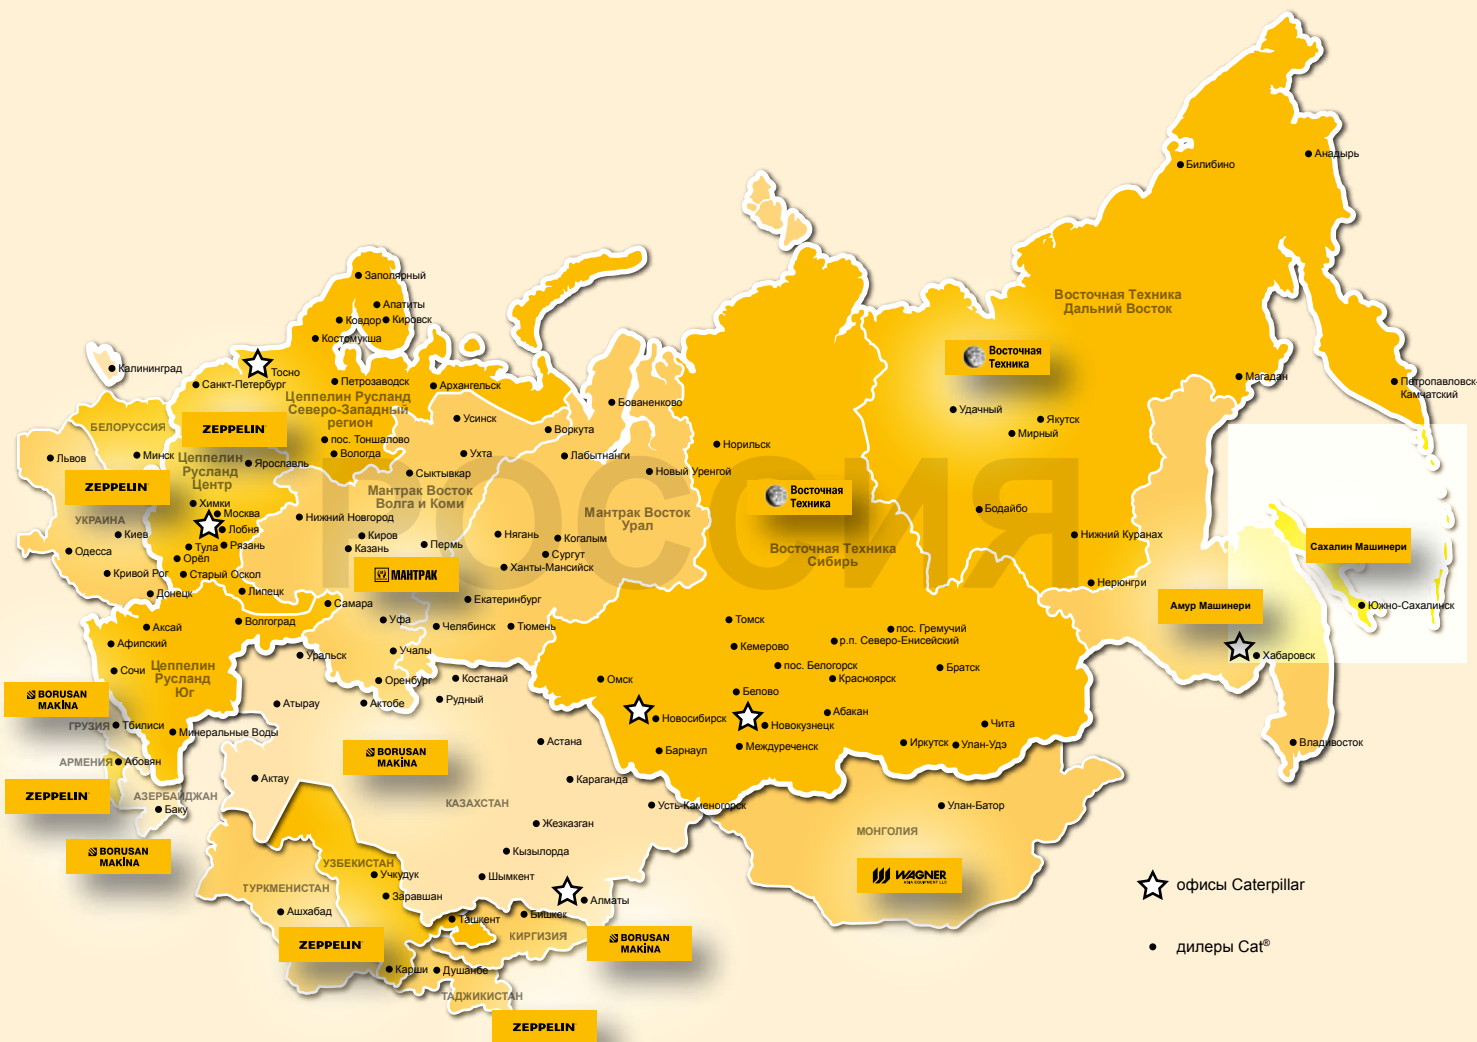 РОССИЯ
Билибино
Анадырь
Восточная Техника
Дальний Восток
Восточная
Техника
Магадан
Петропавловск-
Камчатский
Удачный
Якутск
Мирный
Бодайбо
Нижний Куранах
Нерюнгри
Сахалин Машинери
Южно-Сахалинск
Амур Машинери
Хабаровск
Владивосток
Заполярный
Апатиты
Ковдор
Кировск
Костомукша
Калининград
Тосно
Санкт-Петербург
Петрозаводск
Архангельск
Цеппелин Русланд
Северо-Западный
регион
ZEPPELIN
пос. Тоншалово
Вологда
БЕЛОРУССИЯ
Минск
Львов
ZEPPELIN
УКРАИНА
Киев
Одесса
Кривой Рог
Донецк
Цеппелин
Русланд
Центр
Ярославль
Химки
Москва
Лобня
Тула
Рязань
Орёл
Старый Оскол
Липецк
Усинск
Воркута
Ухта
Сыктывкар
Мантрак Восток
Волга и Коми
Нижний Новгород
Киров
Казань
Пермь
МАНТРАК
Самара
Уфа
Учалы
Оренбург
Бованенково
Лабытнанги
Новый Уренгой
Мантрак Восток
Урал
Нягань
Когалым
Сургут
Ханты-Мансийск
Екатеринбург
Челябинск
Тюмень
Норильск
Восточная
Техника
Восточная Техника
Сибирь
Томск
Кемерово
пос. Гремучий
р.п. Северо-Енисейский
пос. Белогорск
Красноярск
Братск
Омск
Белово
Новосибирск
Новокузнецк
Абакан
Барнаул
Междуреченск
Иркутск
Улан-Удэ
Чита
Волгоград
Аксай
Афипский
Сочи
Цеппелин
Русланд
Юг
Минеральные Воды
BORUSAN
MAKİNA
ГРУЗИЯ
Тбилиси
АРМЕНИЯ
Абовян
ZEPPELIN
АЗЕРБАЙДЖАН
Баку
BORUSAN
MAKİNA
Уральск
Костанай
Рудный
Атырау
Актобе
BORUSAN
MAKİNA
Астана
Актау
Караганда
КАЗАХСТАН
Усть-Каменогорск
Жезказган
Кызылорда
Шымкент
Алматы
УЗБЕКИСТАН
Учкудук
Заравшан
Ташкент
Карши
ТУРКМЕНИСТАН
Ашхабад
ZEPPELIN
Бишкек
КИРГИЗИЯ
BORUSAN
MAKİNA
Душанбе
ТАДЖИКИСТАН
ZEPPELIN
Улан-Батор
МОНГОЛИЯ
WAGNER
ASIA EQUIPMENT LLC
офисы Caterpillar
дилеры Cat®